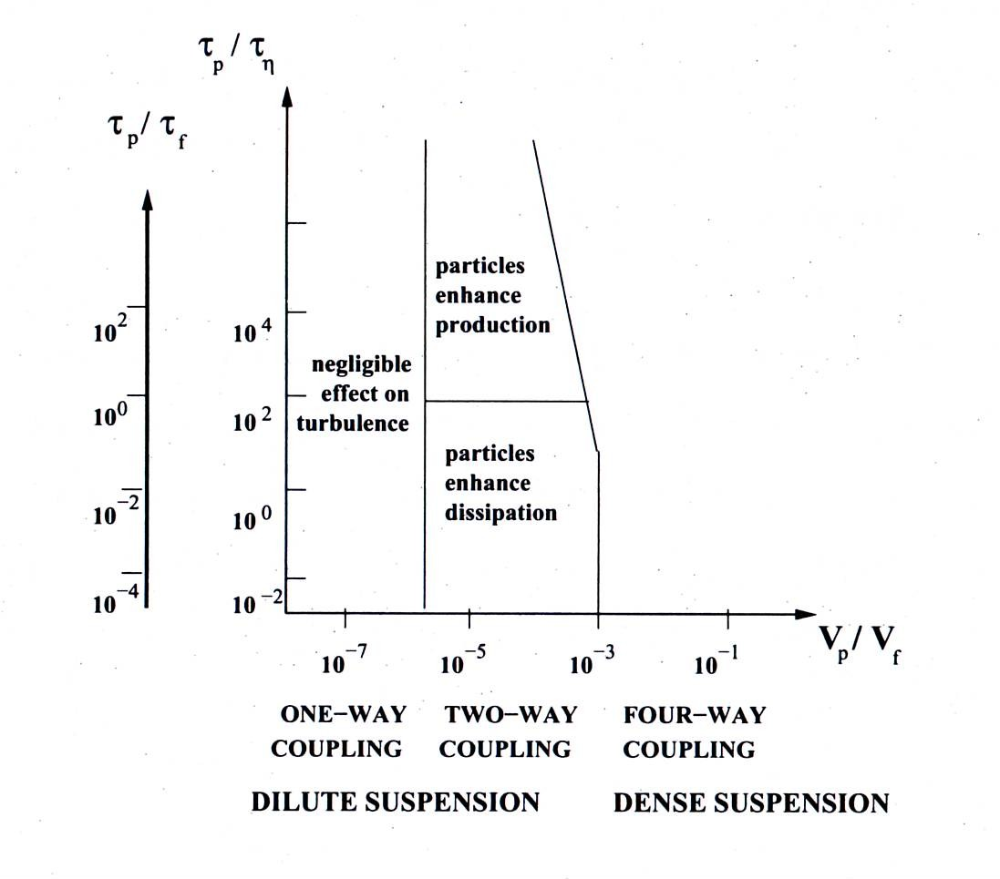 τp / τη
τp / τf
particles
enhance
production
10^2
10^4
negligible
effect on
turbulence
10^0
10^2
particles
enhance
dissipation
10^−2
10^0
10^−4
10^−2
Vp / Vf
10^−7
10^−5
10^−3
10^−1
ONE−WAY TWO−WAY FOUR−WAY
COUPLING COUPLING COUPLING
DILUTE SUSPENSION DENSE SUSPENSION